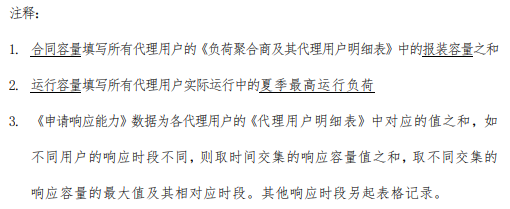 注释：
1. 合同容量填写所有代理用户的《负荷聚合商及其代理用户明细表》中的报装容量之和
2. 运行容量填写所有代理用户实际运行中的夏季最高运行负荷
3. 《申请响应能力》数据为各代理用户的《代理用户明细表》中对应的值之和，如
不同用户的响应时段不同，则取时间交集的响应容量值之和，取不同交集的
响应容量的最大值及其相对应时段。其他响应时段另起表格记录。